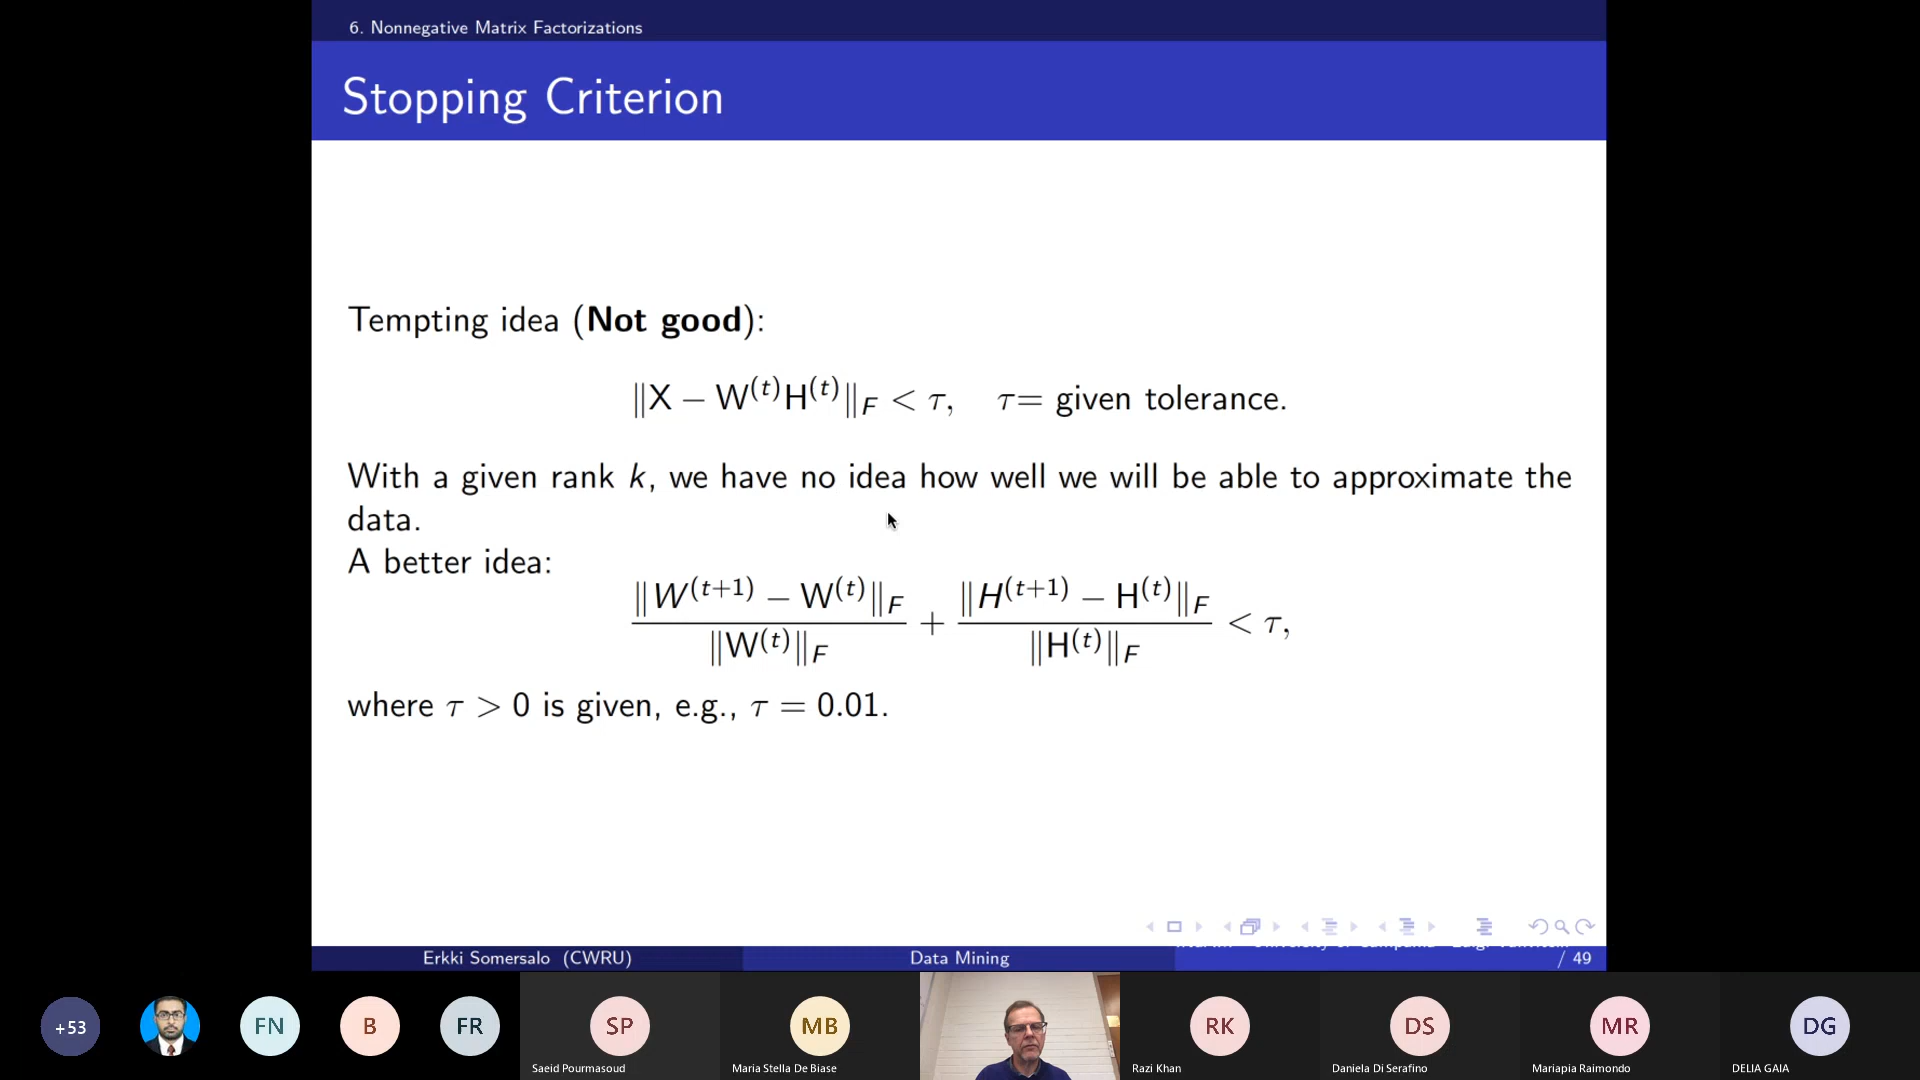 6. Nonnegative Matrix Factorizations
Stopping Criterion
Tempting idea (Not good):
‖X − W^(t)H^(t)‖_F < τ, τ= given tolerance.
With a given rank k, we have no idea how well we will be able to approximate the
data.
A better idea:
‖W^(t+1) − W^(t)‖_F / ‖W^(t)‖_F + ‖H^(t+1) − H^(t)‖_F / ‖H^(t)‖_F < τ,
where τ > 0 is given, e.g., τ = 0.01.
Erkki Somersalo (CWRU)
Data Mining
/ 49
+53
FN
B
FR
SP
Saeid Pourmasoud
MB
Maria Stella De Biase
RK
Razi Khan
DS
Daniela Di Serafino
MR
Mariapia Raimondo
DG
DELIA GAIA